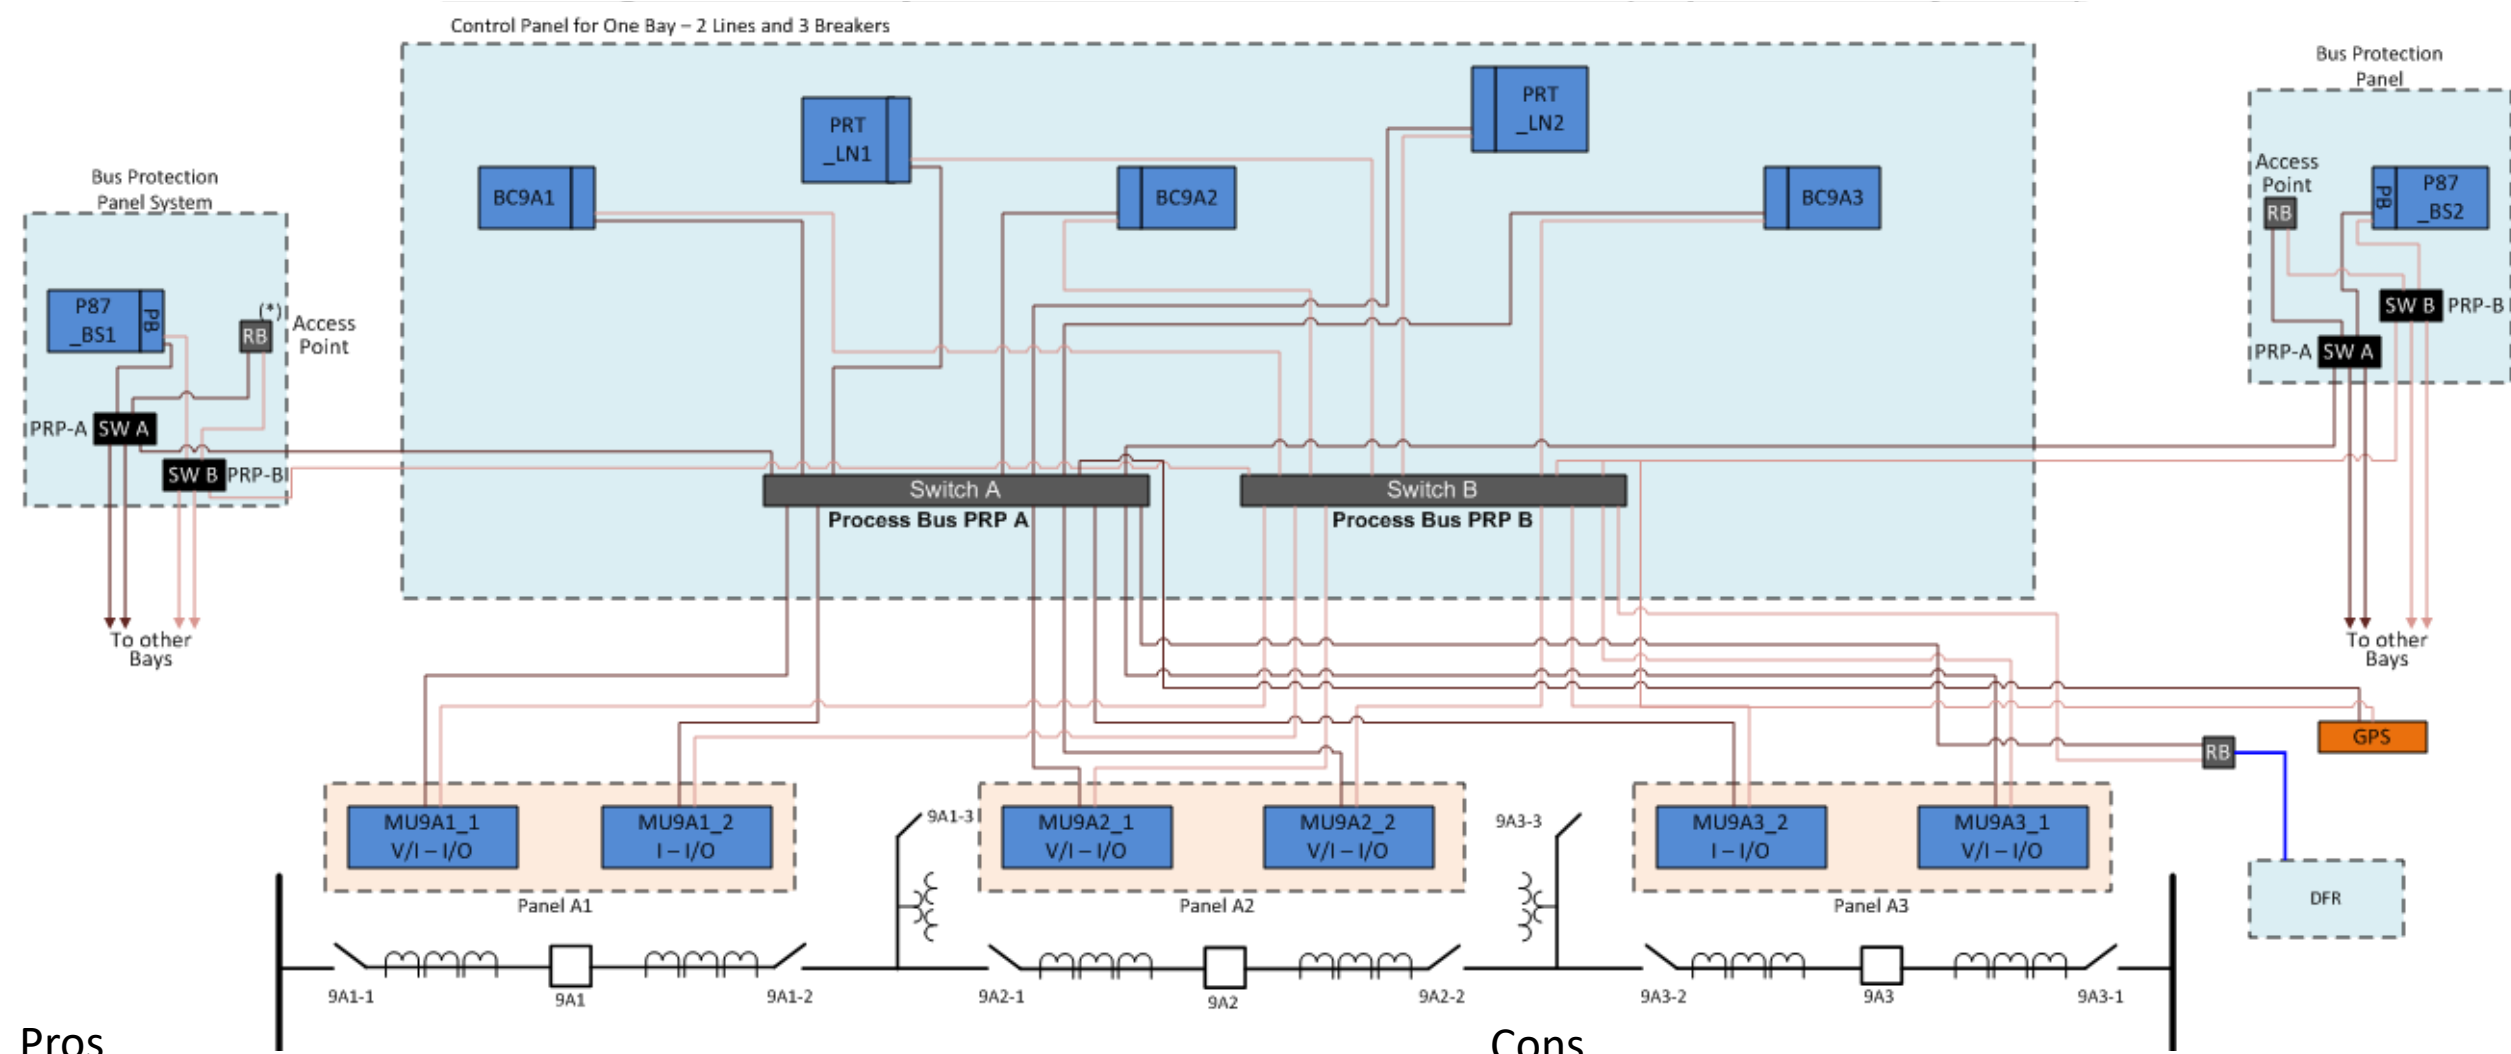 Control Panel for One Bay – 2 Lines and 3 Breakers
Bus Protection
Panel
PRT
_LN2
PRT
_LN1
Access
Point
RB
PB
P87
_BS2
BC9A1
BC9A2
BC9A3
Bus Protection
Panel System
P87
_BS1
PB
(*)
RB
Access
Point
SW B
PRP-B
PRP-A
SW A
PRP-A
SW A
SW B
PRP-B
Switch A
Process Bus PRP A
Switch B
Process Bus PRP B
To other
Bays
To other
Bays
GPS
RB
MU9A1_1
V/I – I/O
MU9A1_2
I – I/O
9A1-3
MU9A2_1
V/I – I/O
MU9A2_2
V/I – I/O
9A3-3
MU9A3_2
I – I/O
MU9A3_1
V/I – I/O
Panel A1
Panel A2
Panel A3
DFR
9A1-1
9A1
9A1-2
9A2-1
9A2
9A2-2
9A3-2
9A3
9A3-1
Pros
Cons